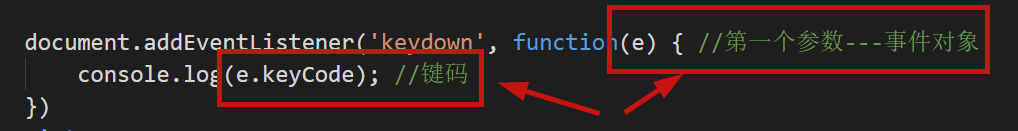 document.addEventListener('keydown', function(e) { //第一个参数---事件对象
console.log(e.keyCode); //键码
})